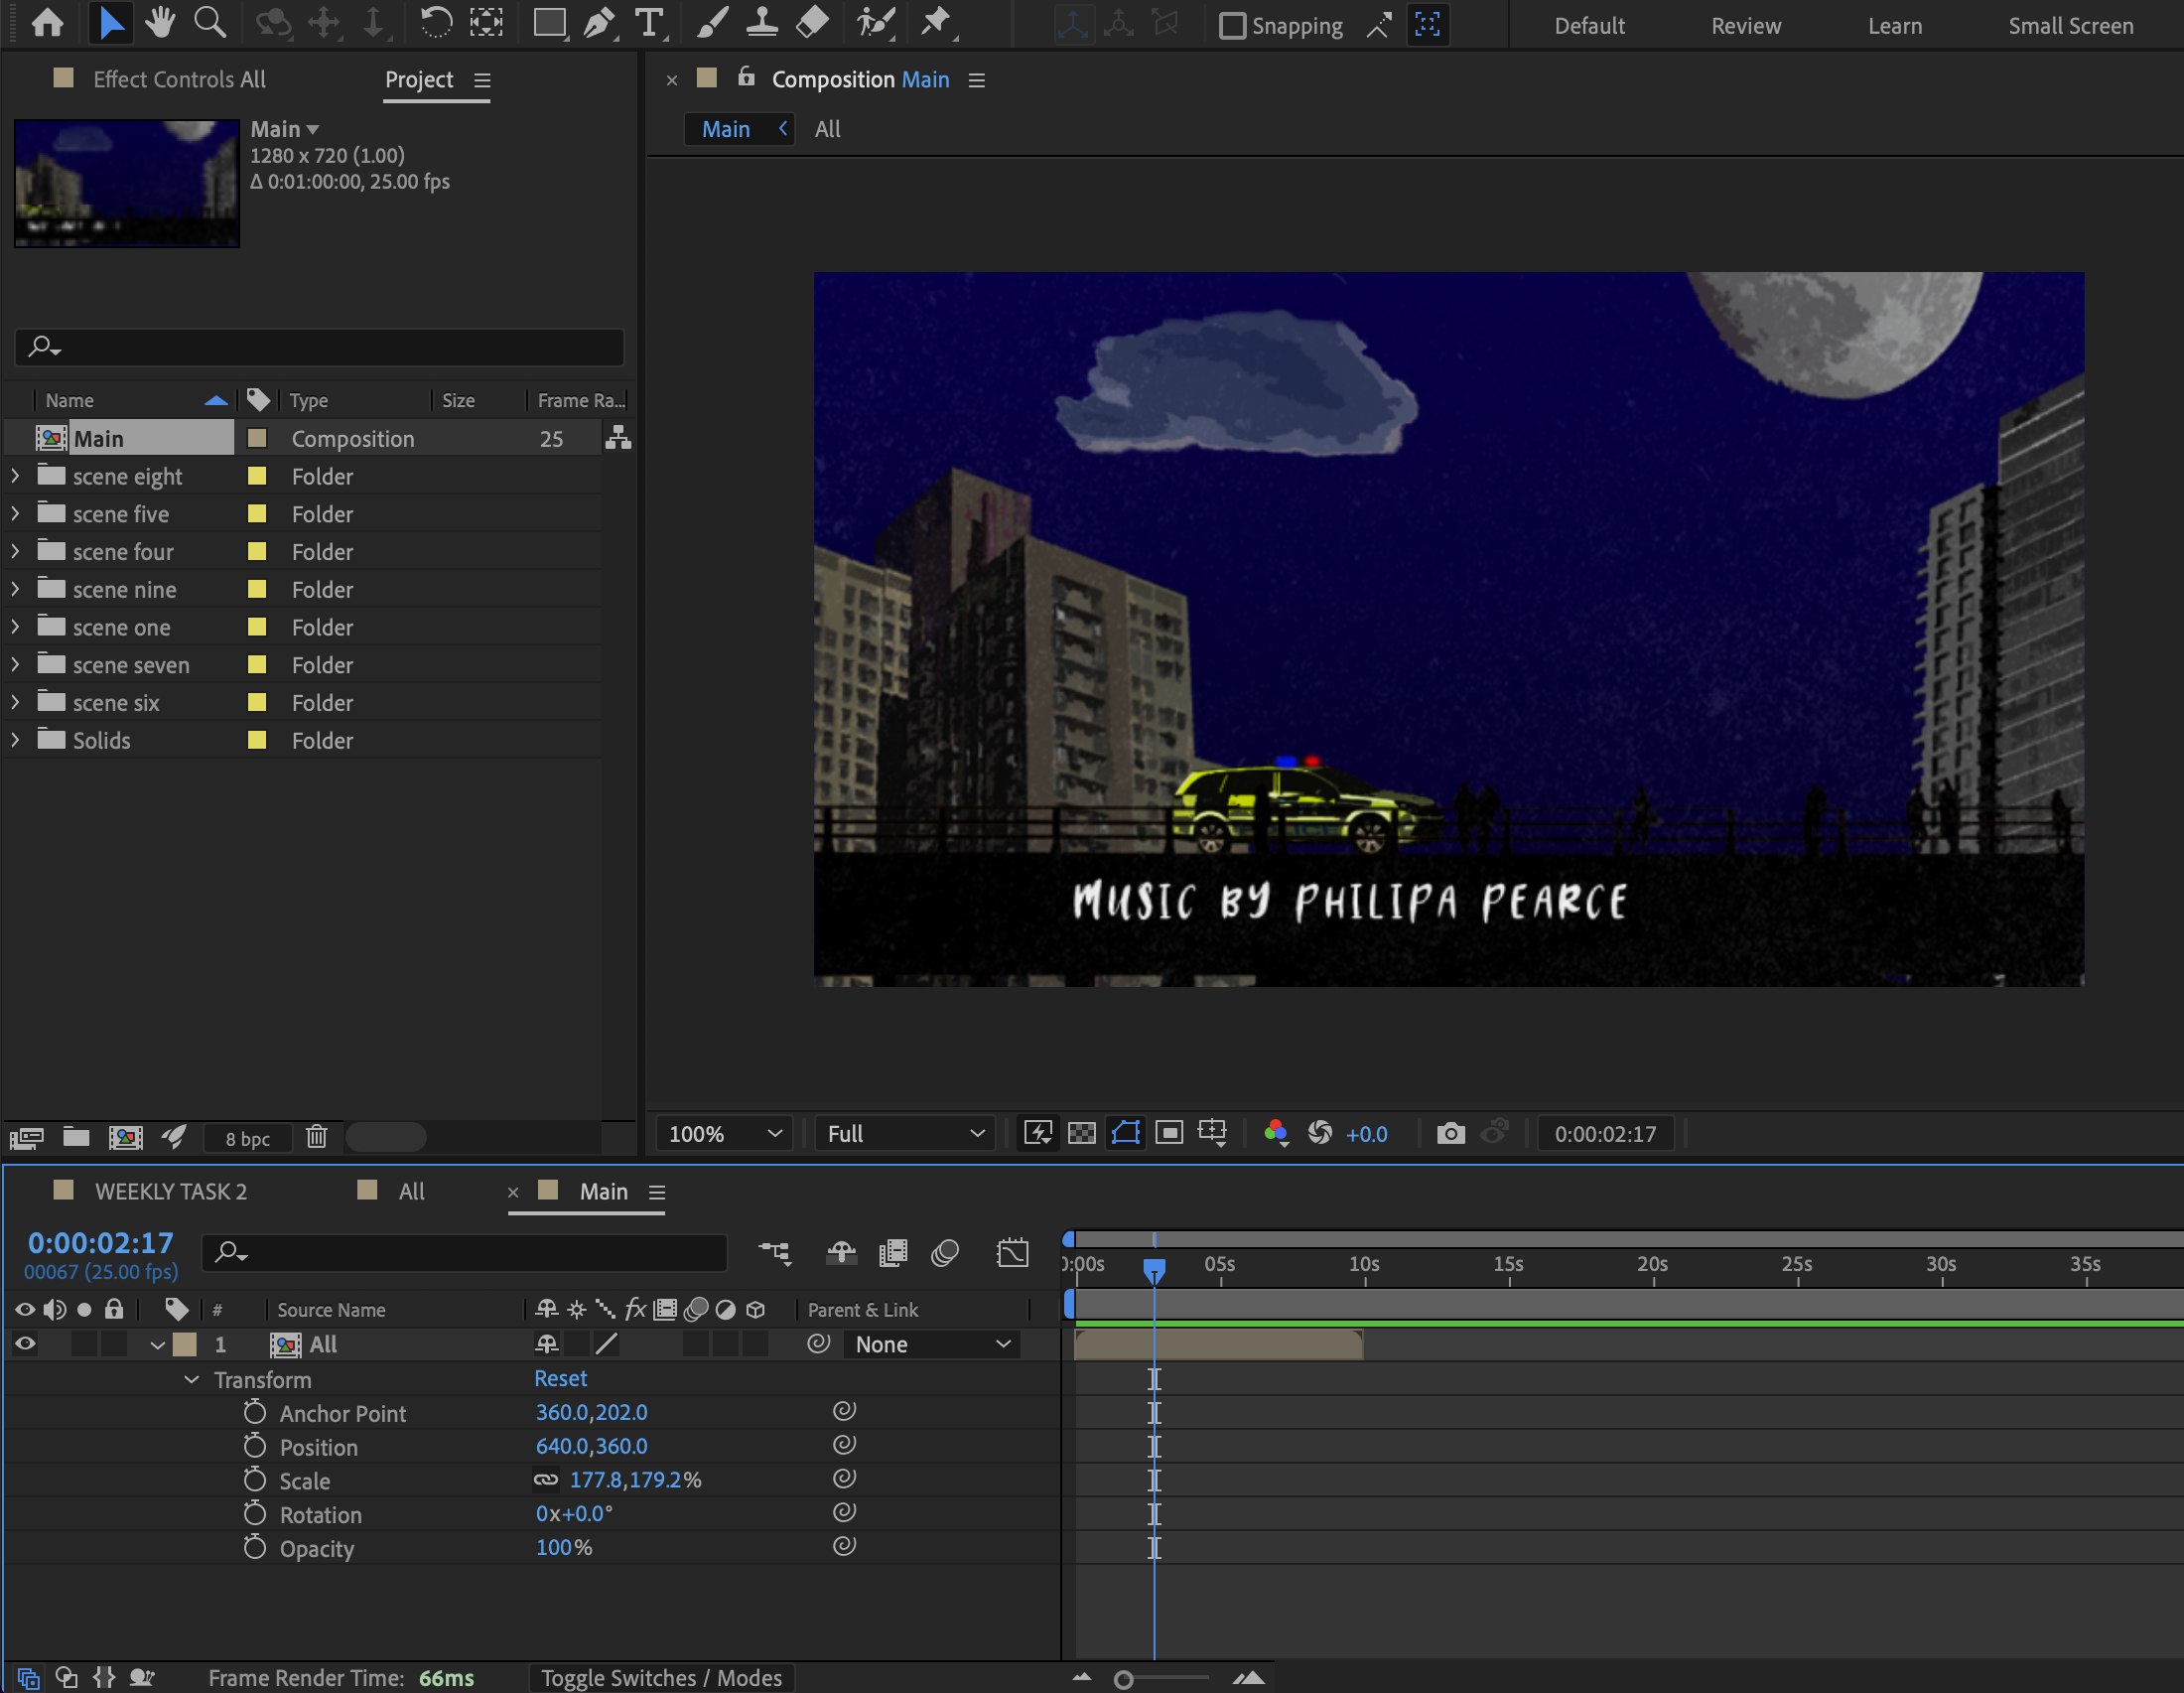 Snapping
Default
Review
Learn
Small Screen
Effect Controls All
Project
Composition Main
Main
All
Main
1280 x 720 (1.00)
Δ 0:01:00:00, 25.00 fps
Name
Type
Size
Frame Ra...
Main
Composition
25
scene eight
Folder
scene five
Folder
scene four
Folder
scene nine
Folder
scene one
Folder
scene seven
Folder
scene six
Folder
Solids
Folder
MUSIC BY PHILIPA PEARCE
8 bpc
100%
Full
+0.0
0:00:02:17
WEEKLY TASK 2
All
Main
0:00:02:17
00067 (25.00 fps)
:00s
05s
10s
15s
20s
25s
30s
35s
#
Source Name
fx
Parent & Link
1
All
None
Transform
Reset
Anchor Point
360.0,202.0
Position
640.0,360.0
Scale
177.8,179.2%
Rotation
0x+0.0°
Opacity
100%
Frame Render Time: 66ms
Toggle Switches / Modes